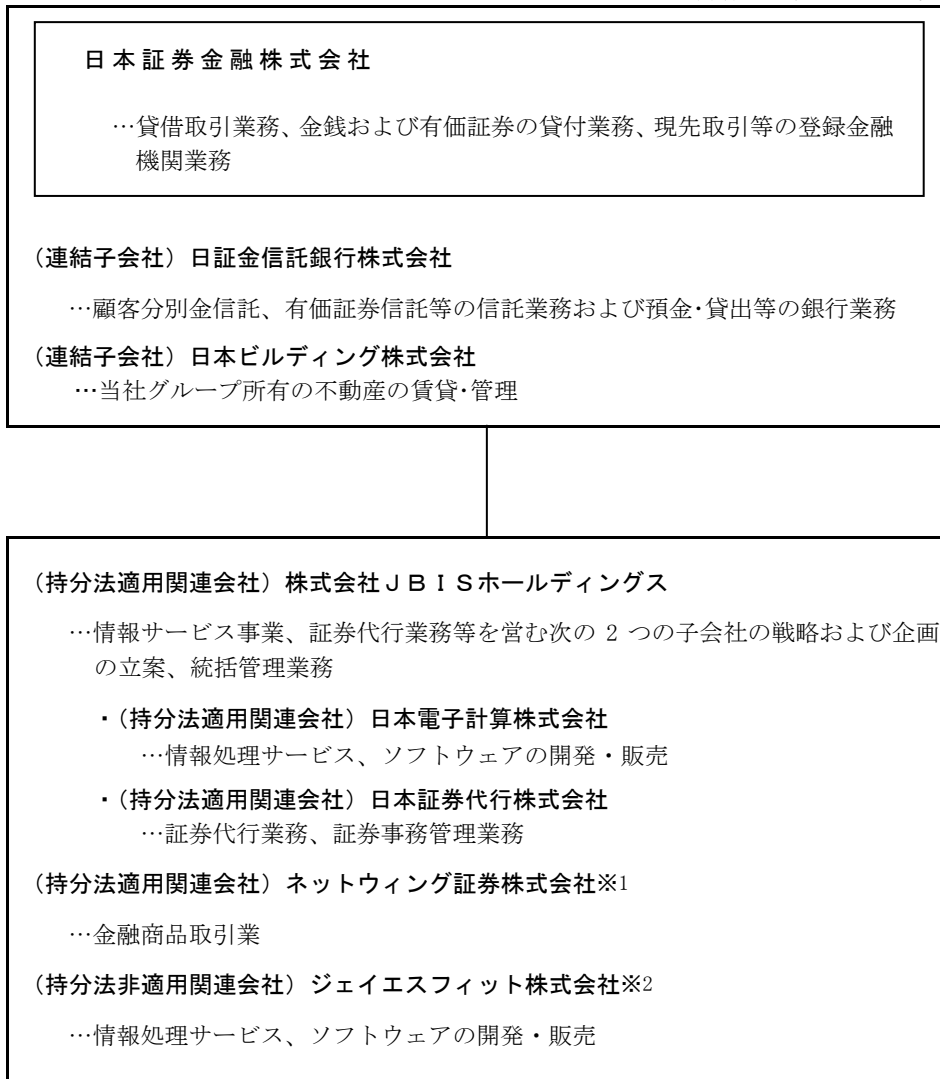 日本証券金融株式会社
…貸借取引業務、金銭および有価証券の貸付業務、現先取引等の登録金融
機関業務
（連結子会社）日証金信託銀行株式会社
…顧客分別金信託、有価証券信託等の信託業務および預金･貸出等の銀行業務
（連結子会社）日本ビルディング株式会社
…当社グループ所有の不動産の賃貸･管理
（持分法適用関連会社）株式会社ＪＢＩＳホールディングス
…情報サービス事業、証券代行業務等を営む次の 2 つの子会社の戦略および企画
の立案、統括管理業務
・（持分法適用関連会社）日本電子計算株式会社
…情報処理サービス、ソフトウェアの開発・販売
・（持分法適用関連会社）日本証券代行株式会社
…証券代行業務、証券事務管理業務
（持分法適用関連会社）ネットウィング証券株式会社※1
…金融商品取引業
（持分法非適用関連会社）ジェイエスフィット株式会社※2
…情報処理サービス、ソフトウェアの開発・販売